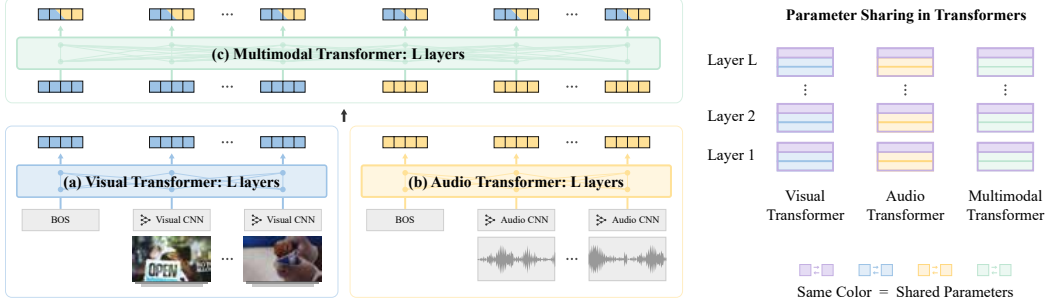 ...
...
(c) Multimodal Transformer: L layers
...
...
...
...
(a) Visual Transformer: L layers
(b) Audio Transformer: L layers
BOS
Visual CNN
Visual CNN
BOS
Audio CNN
Audio CNN
OPEN
...
...
Parameter Sharing in Transformers
Layer L
Layer 2
Layer 1
Visual
Transformer
Audio
Transformer
Multimodal
Transformer
Same Color = Shared Parameters